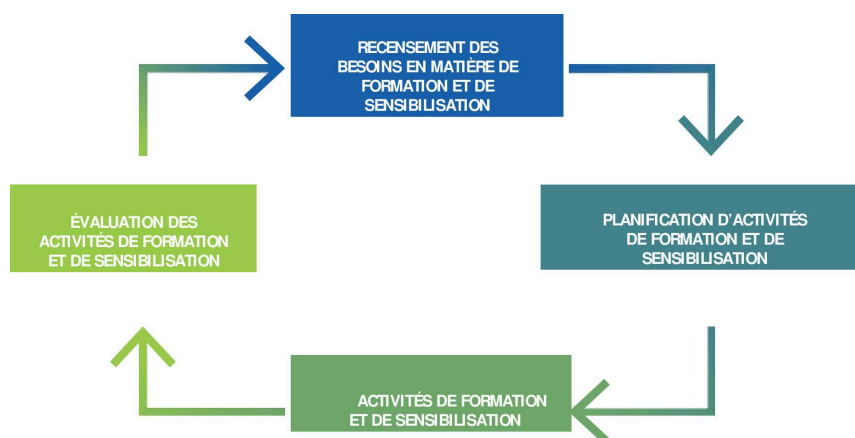 RECENSEMENT DES
BESOINS EN MATIÈRE DE
FORMATION ET DE
SENSIBILISATION
ÉVALUATION DES
ACTIVITÉS DE FORMATION
ET DE SENSIBILISATION
PLANIFICATION D’ACTIVITÉS
DE FORMATION ET DE
SENSIBILISATION
ACTIVITÉS DE FORMATION
ET DE SENSIBILISATION